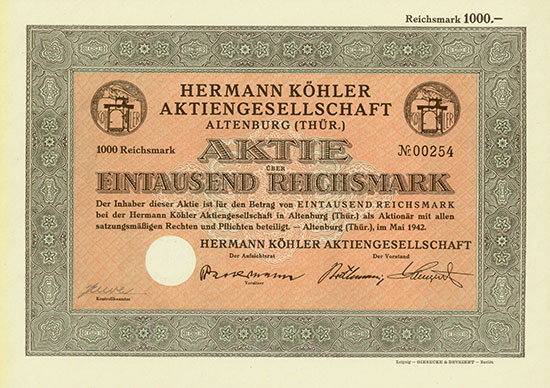 Reichsmark 1000.—
HERMANN KÖHLER
AKTIENGESELLSCHAFT
ALTENBURG (THÜR.)
1000 Reichsmark AKTIE № 00254
ÜBER
EINTAUSEND REICHSMARK
Der Inhaber dieser Aktie ist für den Betrag von EINTAUSEND REICHSMARK
bei der Hermann Köhler Aktiengesellschaft in Altenburg (Thür.) als Aktionär mit allen
satzungsmäßigen Rechten und Pflichten beteiligt. — Altenburg (Thür.), im Mai 1942.
HERMANN KÖHLER AKTIENGESELLSCHAFT
Der Aufsichtsrat Der Vorstand
Vorsitzer
Kontrollbeamter
Leipzig — GIESECKE & DEVRIENT — Berlin